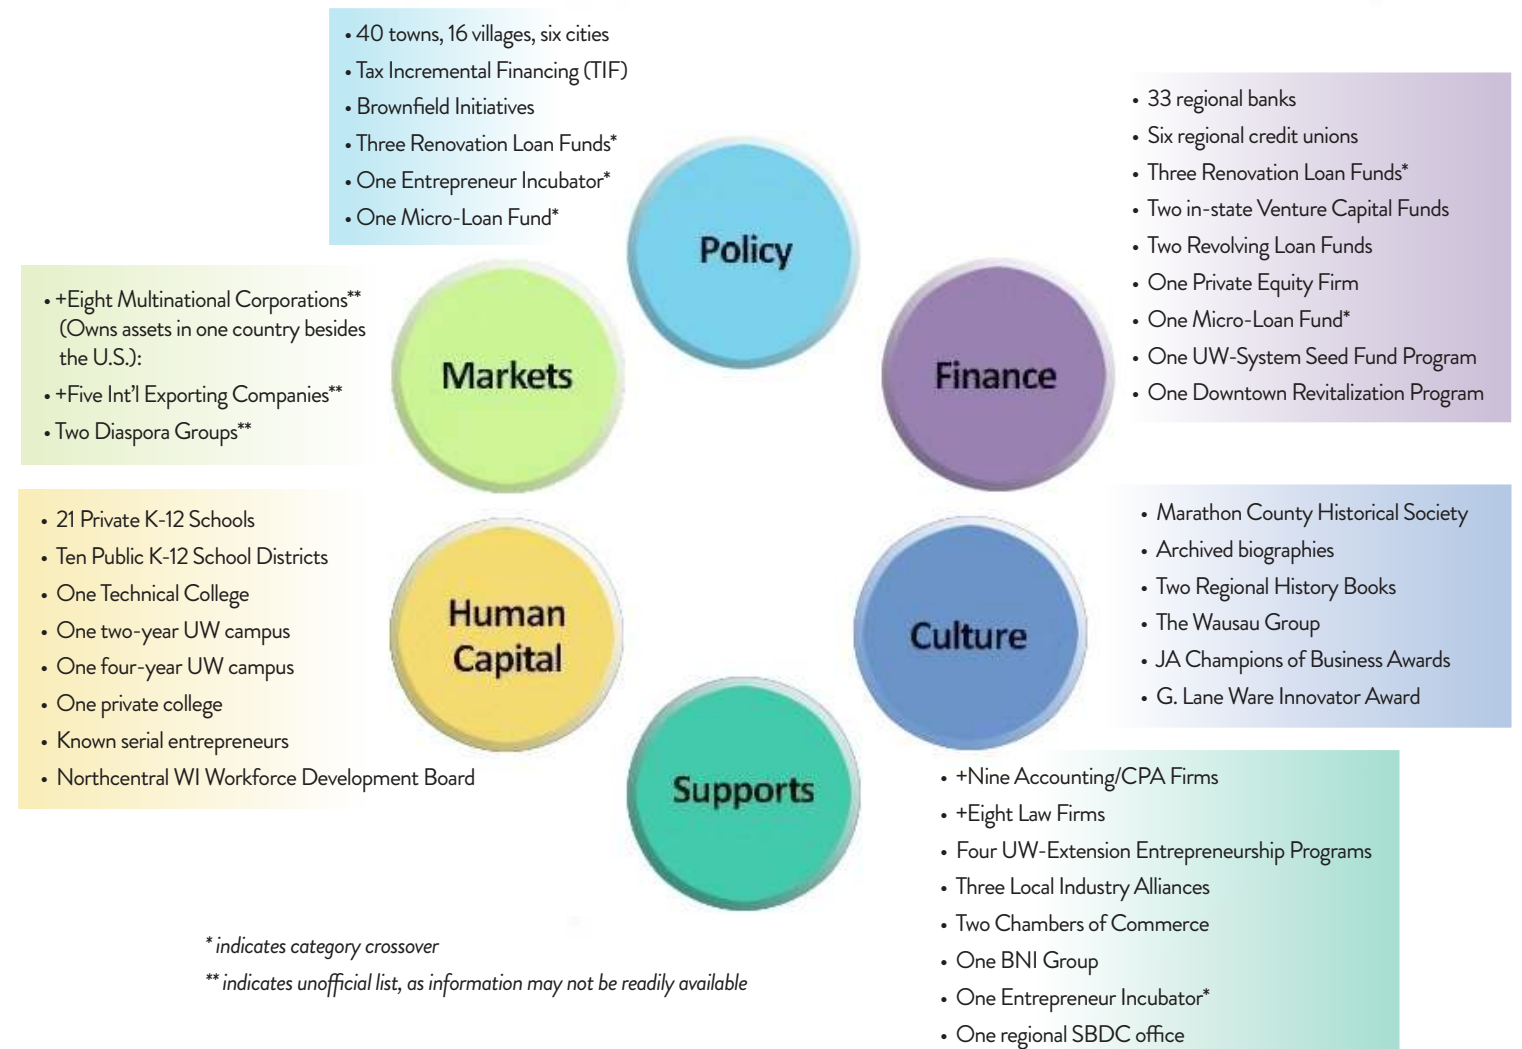 • 40 towns, 16 villages, six cities
• Tax Incremental Financing (TIF)
• Brownfield Initiatives
• Three Renovation Loan Funds*
• One Entrepreneur Incubator*
• One Micro-Loan Fund*
Policy
• 33 regional banks
• Six regional credit unions
• Three Renovation Loan Funds*
• Two in-state Venture Capital Funds
• Two Revolving Loan Funds
• One Private Equity Firm
• One Micro-Loan Fund*
• One UW-System Seed Fund Program
• One Downtown Revitalization Program
Finance
• +Eight Multinational Corporations**
(Owns assets in one country besides
the U.S.):
• +Five Int'l Exporting Companies**
• Two Diaspora Groups**
Markets
• 21 Private K-12 Schools
• Ten Public K-12 School Districts
• One Technical College
• One two-year UW campus
• One four-year UW campus
• One private college
• Known serial entrepreneurs
• Northcentral WI Workforce Development Board
Human
Capital
Culture
• Marathon County Historical Society
• Archived biographies
• Two Regional History Books
• The Wausau Group
• JA Champions of Business Awards
• G. Lane Ware Innovator Award
Supports
• +Nine Accounting/CPA Firms
• +Eight Law Firms
• Four UW-Extension Entrepreneurship Programs
• Three Local Industry Alliances
• Two Chambers of Commerce
• One BNI Group
• One Entrepreneur Incubator*
• One regional SBDC office
* indicates category crossover
** indicates unofficial list, as information may not be readily available